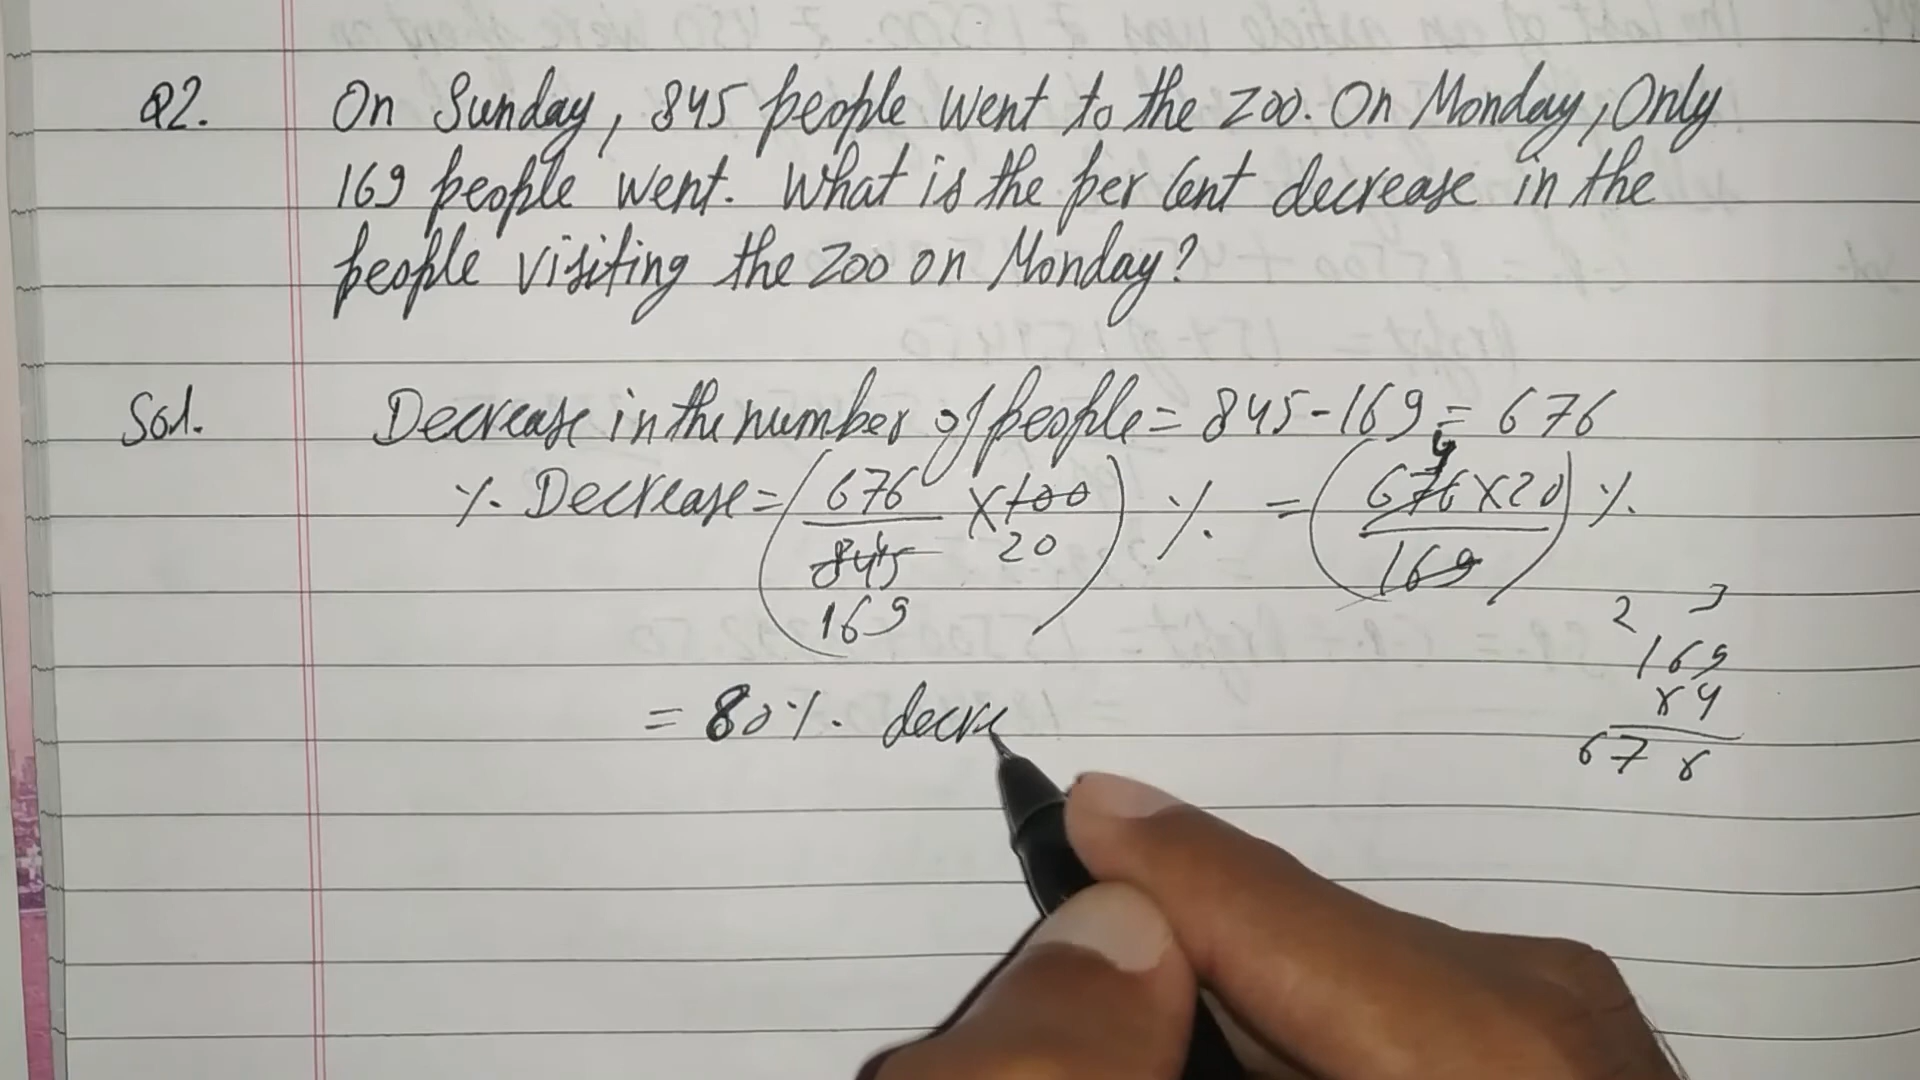 Q2. On Sunday, 845 people went to the zoo. On Monday, Only
169 people went. What is the per cent decrease in the
people visiting the zoo on Monday?
Sol. Decrease in the number of people = 845 - 169 = 676
% Decrease = (676/845 × 100) % = (676 × 20/169) %
169 20 4
= 80% decre
2 3
169
x 4
676